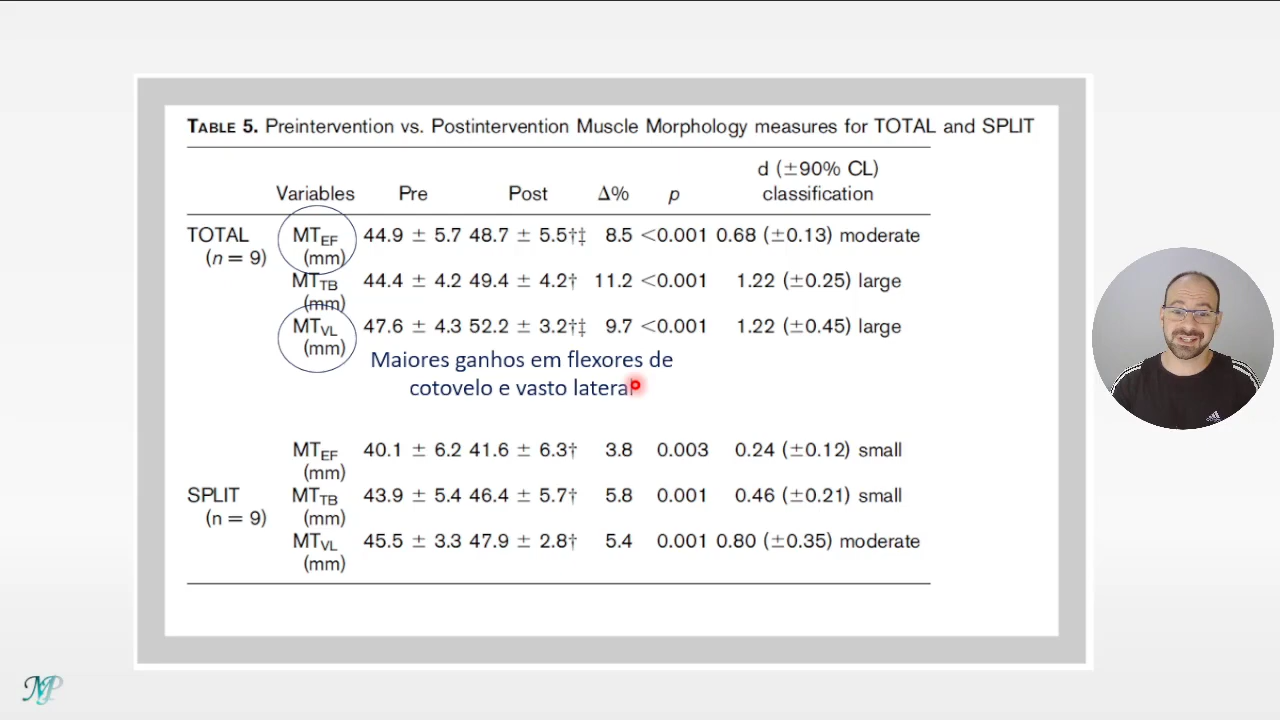 TABLE 5. Preintervention vs. Postintervention Muscle Morphology measures for TOTAL and SPLIT
d (±90% CL)
Variables Pre Post Δ% p classification
TOTAL MT_EF 44.9 ± 5.7 48.7 ± 5.5†‡ 8.5 <0.001 0.68 (±0.13) moderate
(n = 9) (mm)
MT_TB 44.4 ± 4.2 49.4 ± 4.2† 11.2 <0.001 1.22 (±0.25) large
(mm)
MT_VL 47.6 ± 4.3 52.2 ± 3.2†‡ 9.7 <0.001 1.22 (±0.45) large
(mm)
Maiores ganhos em flexores de
cotovelo e vasto lateral
MT_EF 40.1 ± 6.2 41.6 ± 6.3† 3.8 0.003 0.24 (±0.12) small
(mm)
SPLIT MT_TB 43.9 ± 5.4 46.4 ± 5.7† 5.8 0.001 0.46 (±0.21) small
(n = 9) (mm)
MT_VL 45.5 ± 3.3 47.9 ± 2.8† 5.4 0.001 0.80 (±0.35) moderate
(mm)
MP